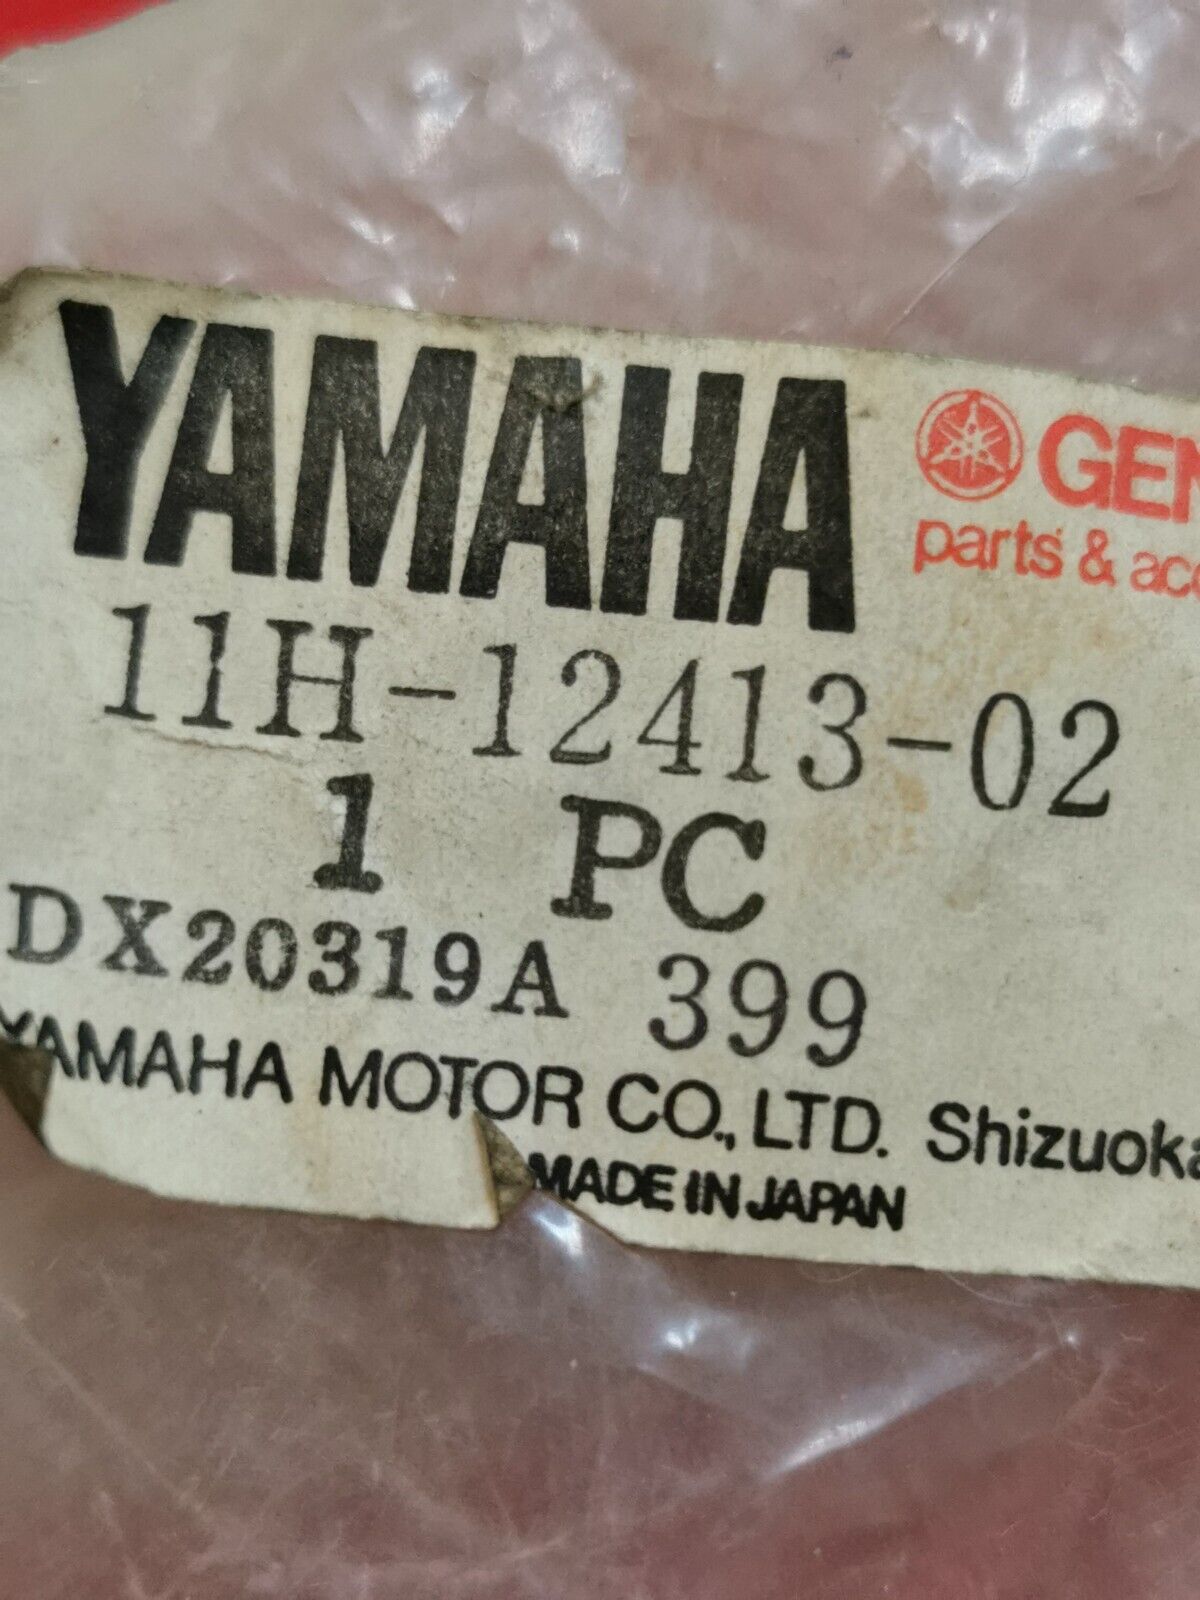 YAMAHA GEN
parts & acc
11H-12413-02
1 PC
DX20319A 399
YAMAHA MOTOR CO., LTD. Shizuoka
MADE IN JAPAN